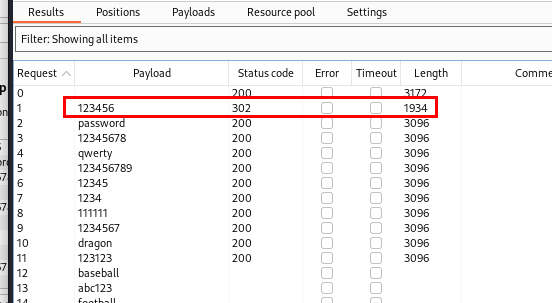 Results Positions Payloads Resource pool Settings
Filter: Showing all items
Request Payload Status code Error Timeout Length Comme
0 200 3172
1 123456 302 1934
2 password 200 3096
3 12345678 200 3096
4 qwerty 200 3096
5 123456789 200 3096
6 12345 200 3096
7 1234 200 3096
8 111111 200 3096
9 1234567 200 3096
10 dragon 200 3096
11 123123 200 3096
12 baseball
13 abc123
14 football